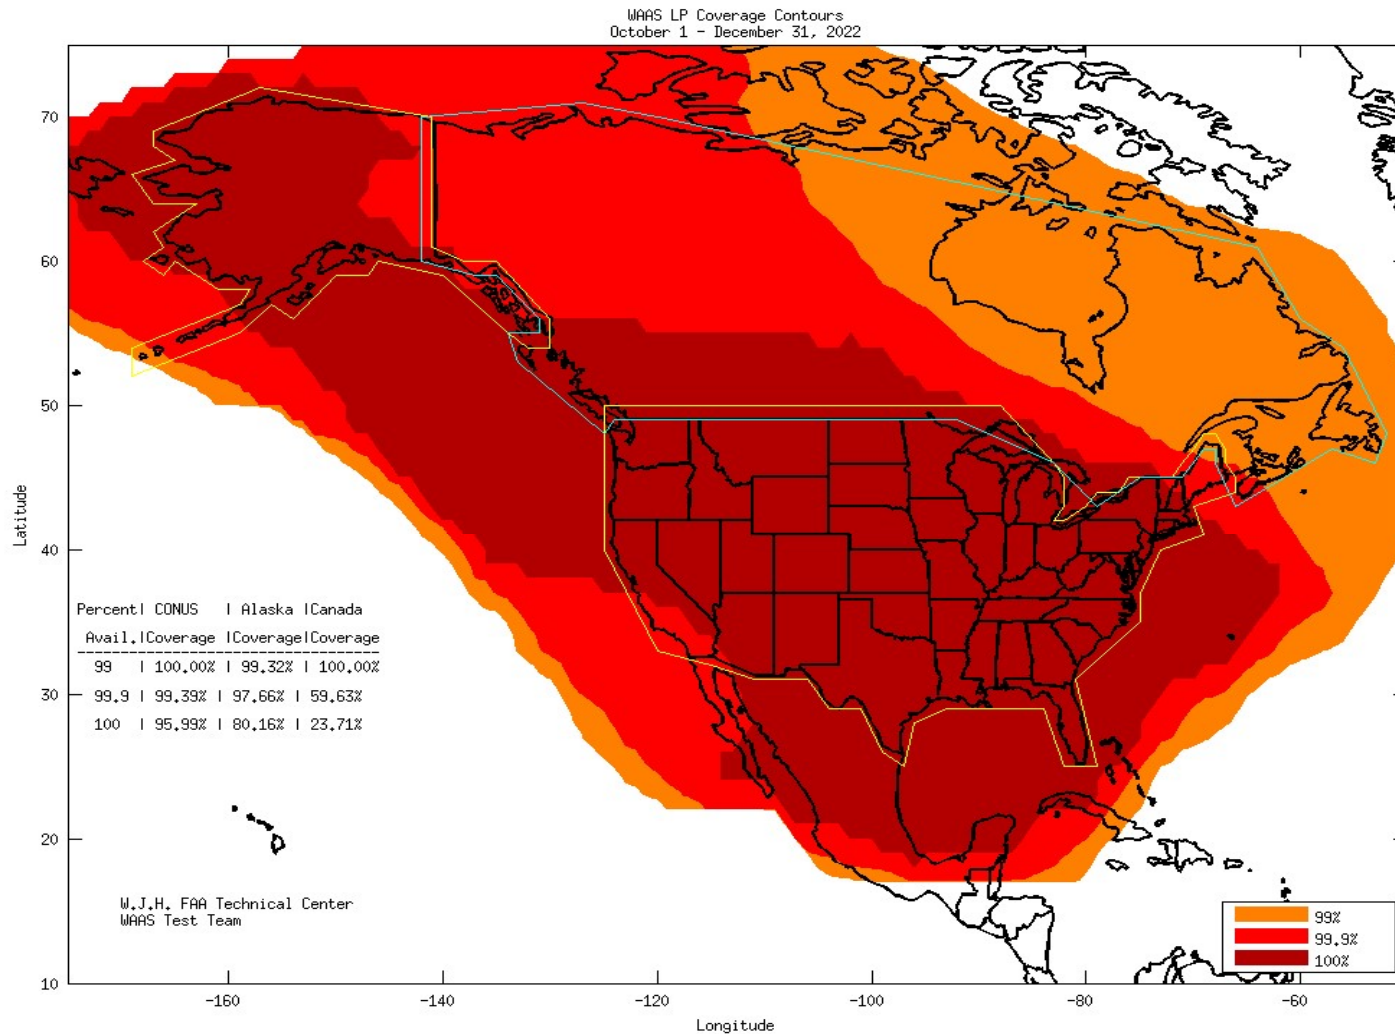 WAAS LP Coverage Contours
October 1 - December 31, 2022
70
60
50
40
30
20
10
Latitude
Percent| CONUS | Alaska |Canada
Avail.|Coverage |Coverage|Coverage
99 | 100.00% | 99.32% | 100.00%
99.9 | 99.39% | 97.66% | 59.63%
100 | 95.99% | 80.16% | 23.71%
W.J.H. FAA Technical Center
WAAS Test Team
99%
99.9%
100%
-160 -140 -120 -100 -80 -60
Longitude